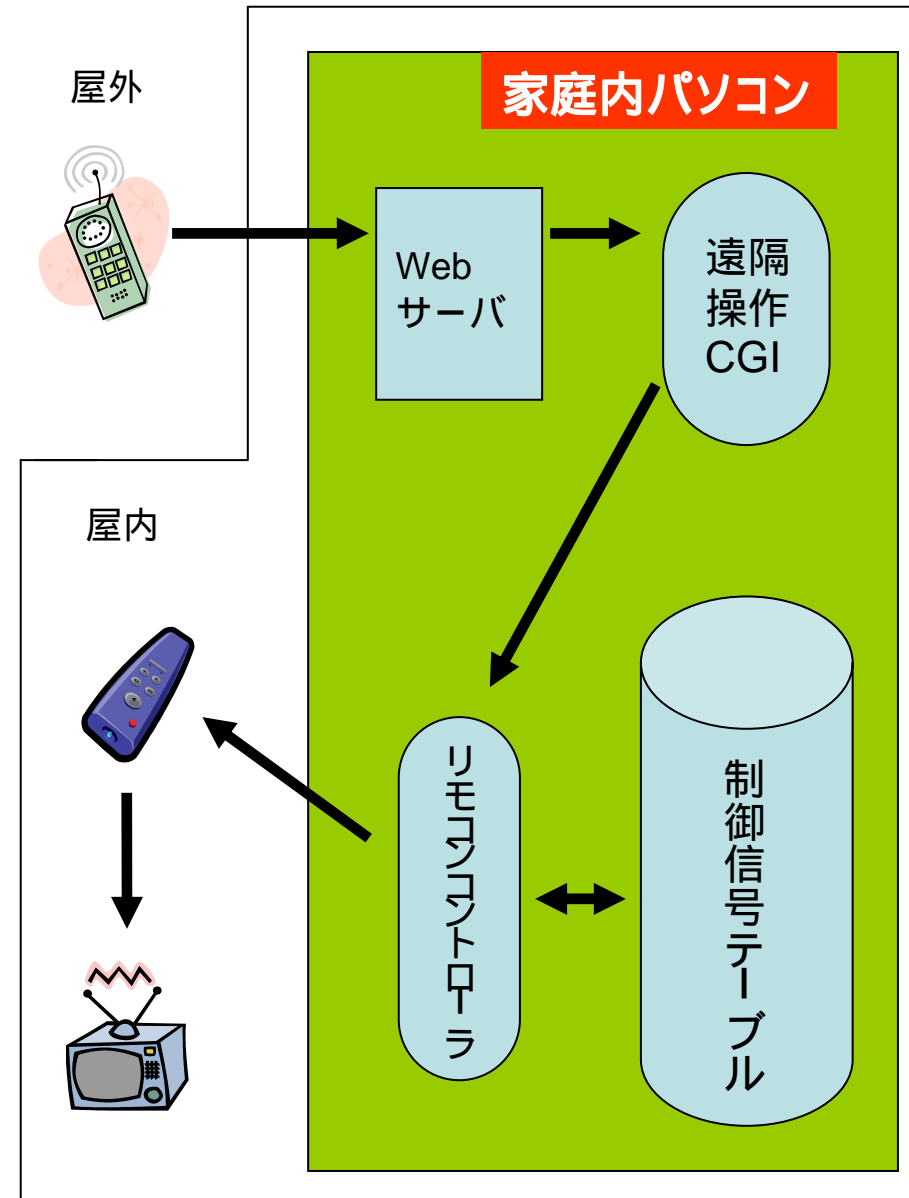 屋外
家庭内パソコン
Web
サーバ
遠隔
操作
CGI
屋内
リモコンコントローラ
制御信号テーブル